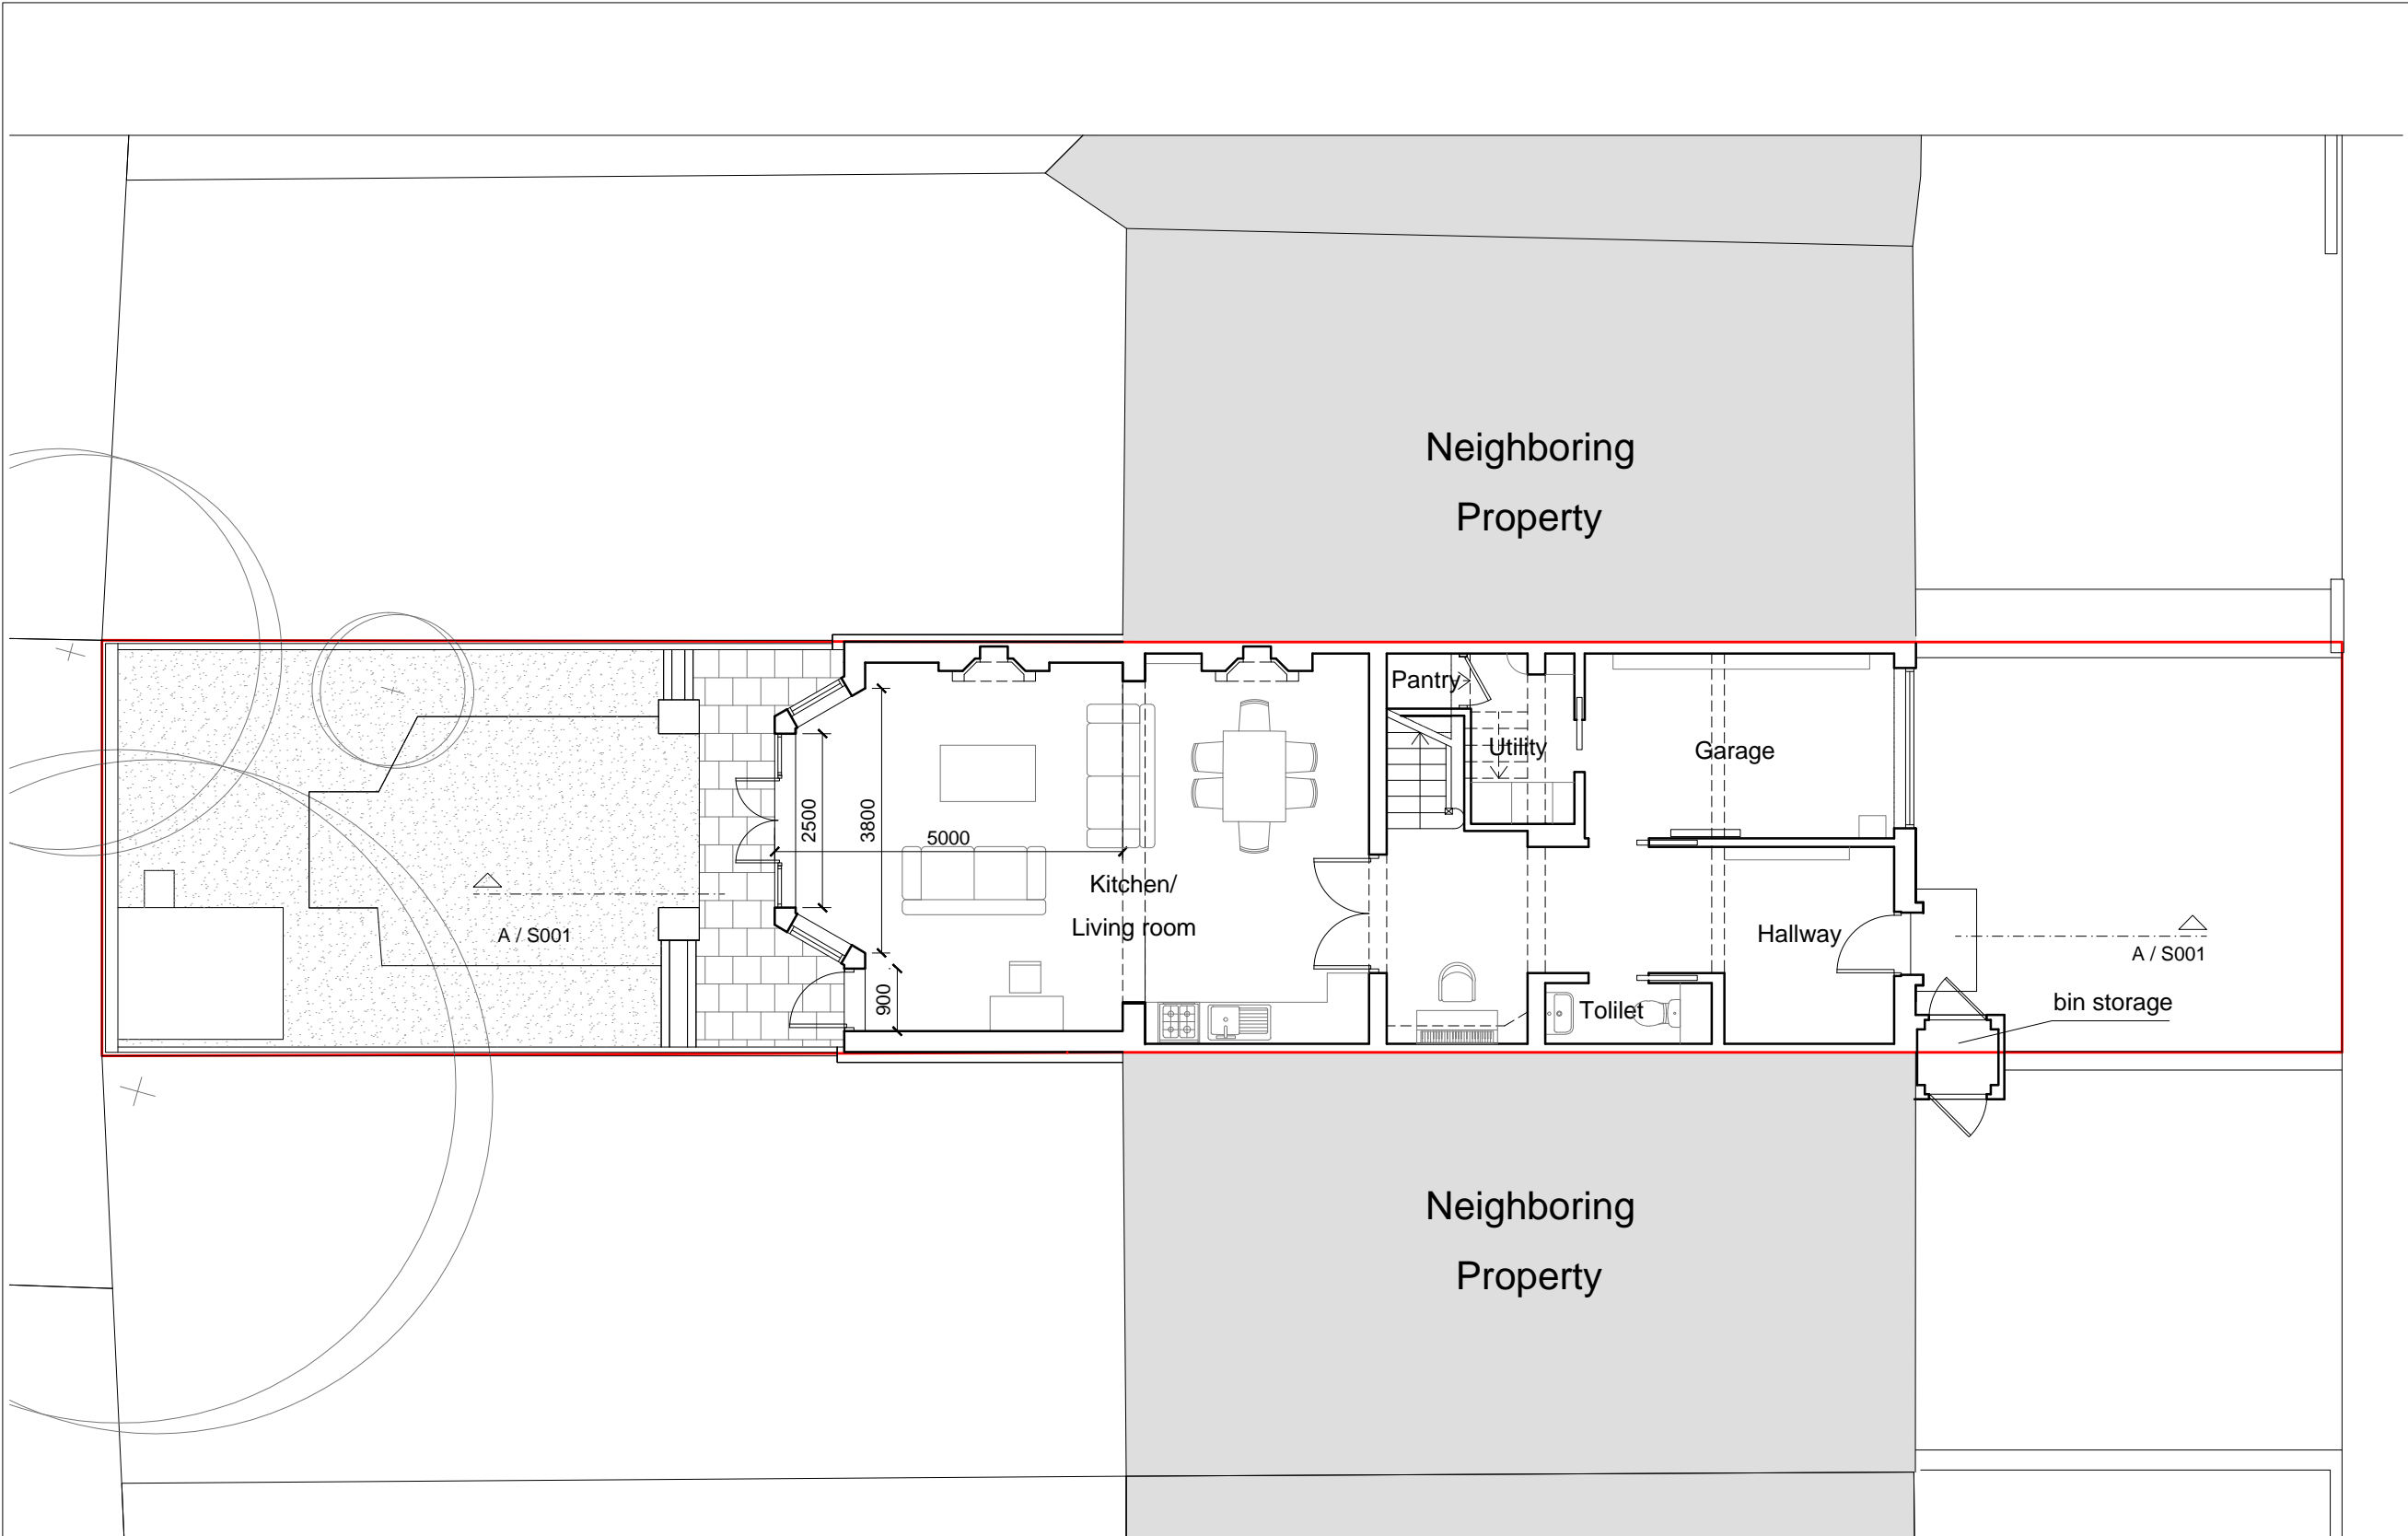 Neighboring
Property
Pantry
Utility
Garage
2500
3800
5000
Kitchen/
Living room
A / S001
Hallway
A / S001
900
Tolilet
bin storage
Neighboring
Property